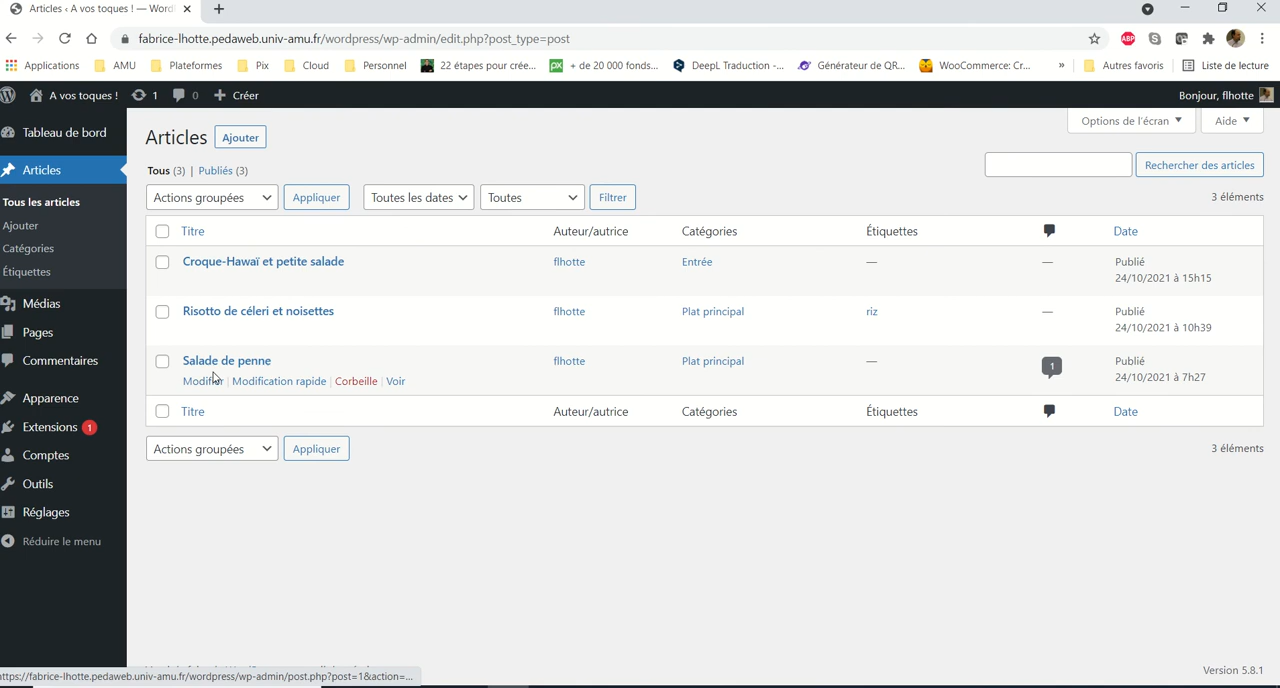 Articles ‹ A vos toques ! — Word
fabrice-lhotte.pedaweb.univ-amu.fr/wordpress/wp-admin/edit.php?post_type=post
ABP
Applications AMU Plateformes Pix Cloud Personnel 22 étapes pour crée... px + de 20 000 fonds... DeepL Traduction -... Générateur de QR... WooCommerce: Cr... » Autres favoris Liste de lecture
A vos toques ! 1 0 Créer Bonjour, flhotte
Tableau de bord
Articles
Tous les articles
Ajouter
Catégories
Étiquettes
Médias
Pages
Commentaires
Apparence
Extensions 1
Comptes
Outils
Réglages
Réduire le menu
Options de l'écran Aide
Articles Ajouter
Tous (3) | Publiés (3)
Rechercher des articles
Actions groupées Appliquer Toutes les dates Toutes Filtrer 3 éléments
Titre Auteur/autrice Catégories Étiquettes Date
Croque-Hawaï et petite salade flhotte Entrée — — Publié
24/10/2021 à 15h15
Risotto de céleri et noisettes flhotte Plat principal riz — Publié
24/10/2021 à 10h39
Salade de penne flhotte Plat principal — 1 Publié
24/10/2021 à 7h27
Modifier | Modification rapide | Corbeille | Voir
Titre Auteur/autrice Catégories Étiquettes Date
Actions groupées Appliquer 3 éléments
Version 5.8.1
ttps://fabrice-lhotte.pedaweb.univ-amu.fr/wordpress/wp-admin/post.php?post=1&action=...